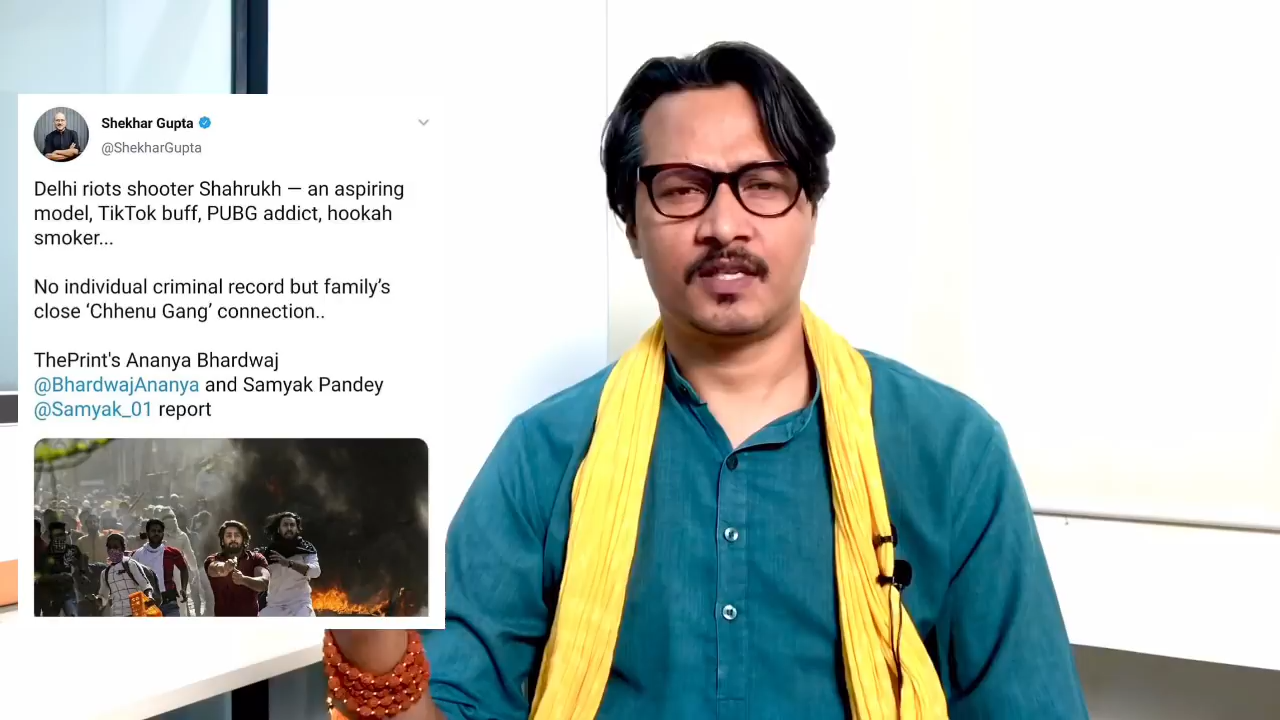 Shekhar Gupta
@ShekharGupta
Delhi riots shooter Shahrukh — an aspiring
model, TikTok buff, PUBG addict, hookah
smoker...
No individual criminal record but family's
close ‘Chhenu Gang’ connection..
ThePrint's Ananya Bhardwaj
@BhardwajAnanya and Samyak Pandey
@Samyak_01 report